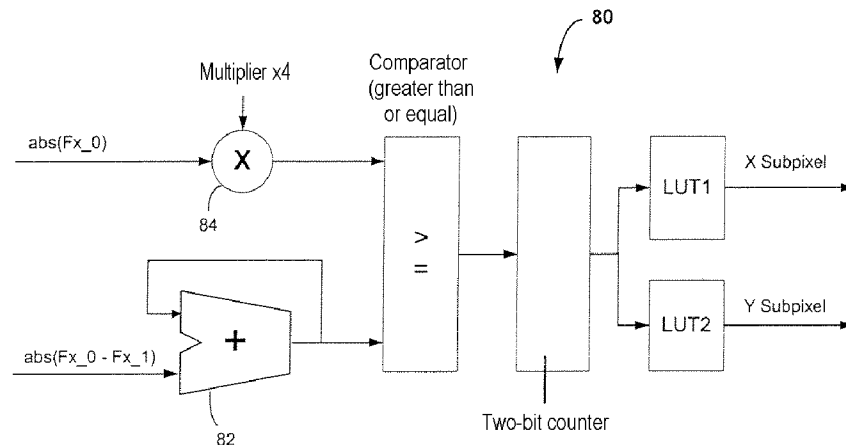 80
Multiplier x4
Comparator
(greater than
or equal)
abs(Fx_0)
X
84
>
=
LUT1
X Subpixel
+
abs(Fx_0 - Fx_1)
82
LUT2
Y Subpixel
Two-bit counter